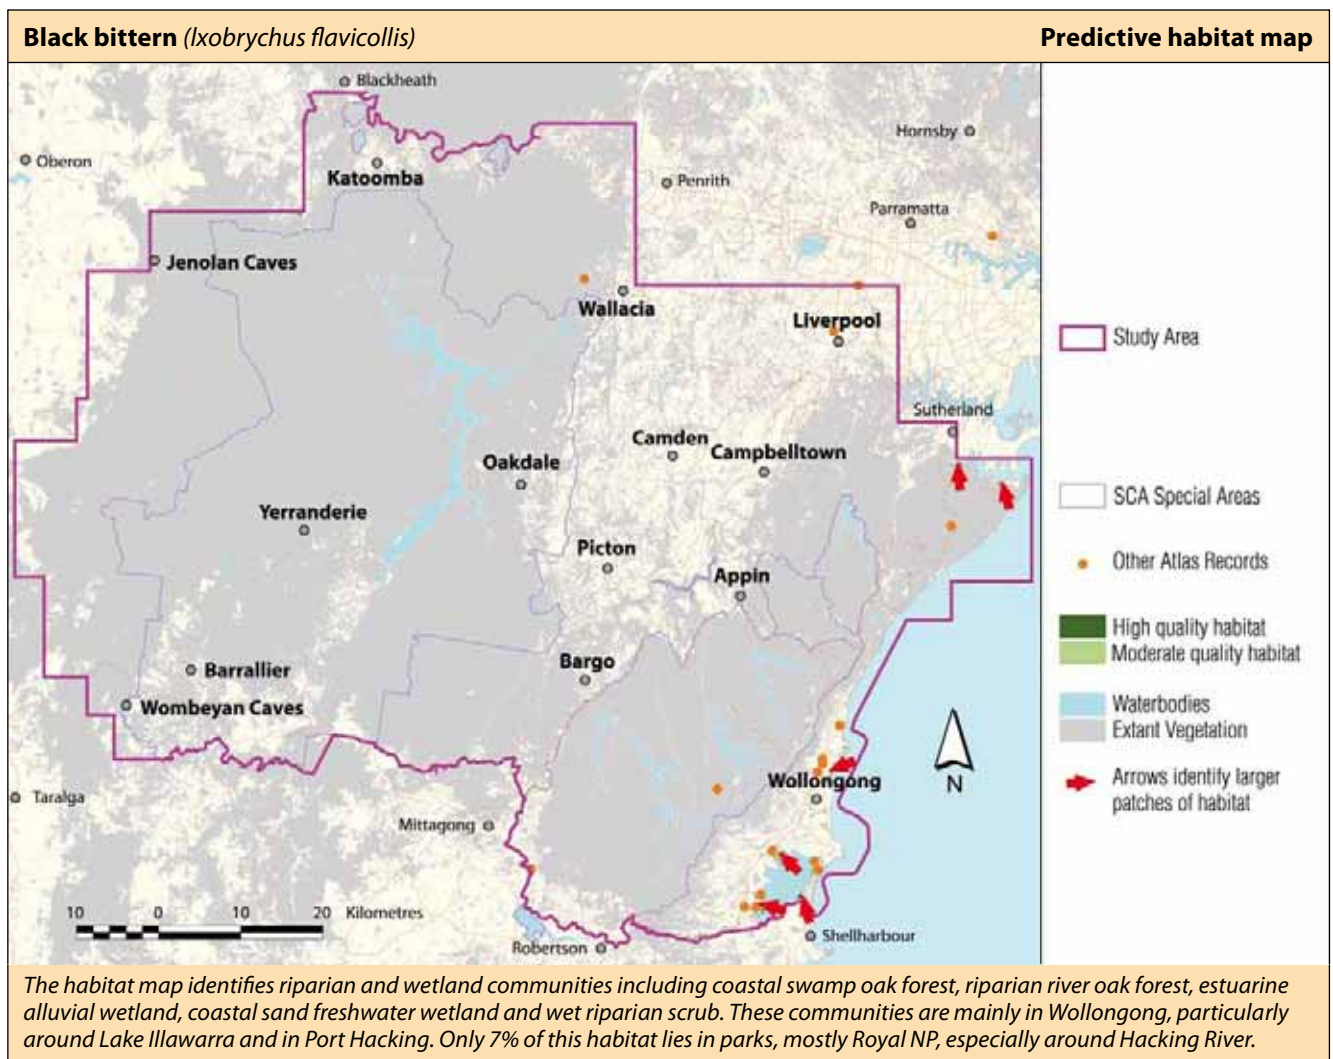 Black bittern (Ixobrychus flavicollis)
Predictive habitat map
Blackheath
Hornsby
Oberon
Katoomba
Penrith
Parramatta
Jenolan Caves
Wallacia
Liverpool
Study Area
Sutherland
Camden
Campbelltown
Oakdale
SCA Special Areas
Yerranderie
Picton
Other Atlas Records
Appin
High quality habitat
Moderate quality habitat
Bargo
Barrallier
Wombeyan Caves
Waterbodies
Extant Vegetation
Wollongong
N
Arrows identify larger
patches of habitat
Taralga
Mittagong
10 0 10 20 Kilometres
Shellharbour
Robertson
The habitat map identifies riparian and wetland communities including coastal swamp oak forest, riparian river oak forest, estuarine
alluvial wetland, coastal sand freshwater wetland and wet riparian scrub. These communities are mainly in Wollongong, particularly
around Lake Illawarra and in Port Hacking. Only 7% of this habitat lies in parks, mostly Royal NP, especially around Hacking River.